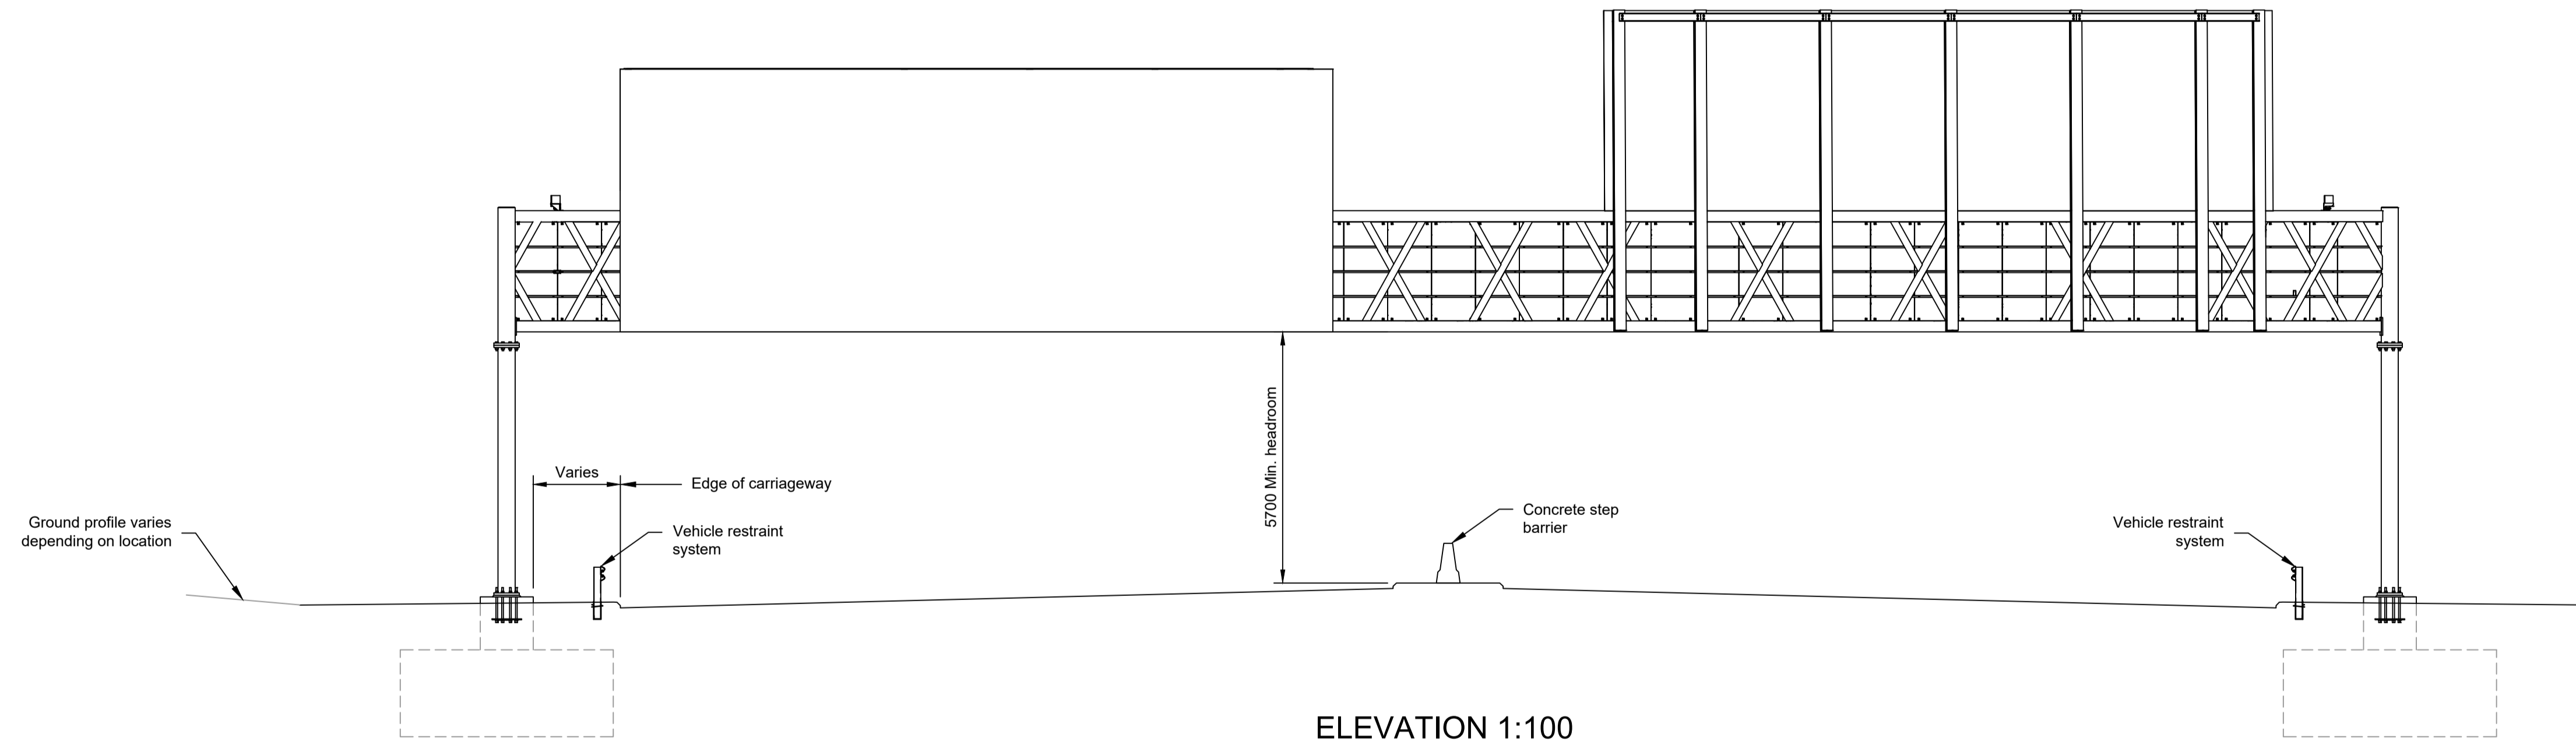 Varies
Edge of carriageway
5700 Min. headroom
Ground profile varies
depending on location
Vehicle restraint
system
Concrete step
barrier
Vehicle restraint
system
ELEVATION 1:100